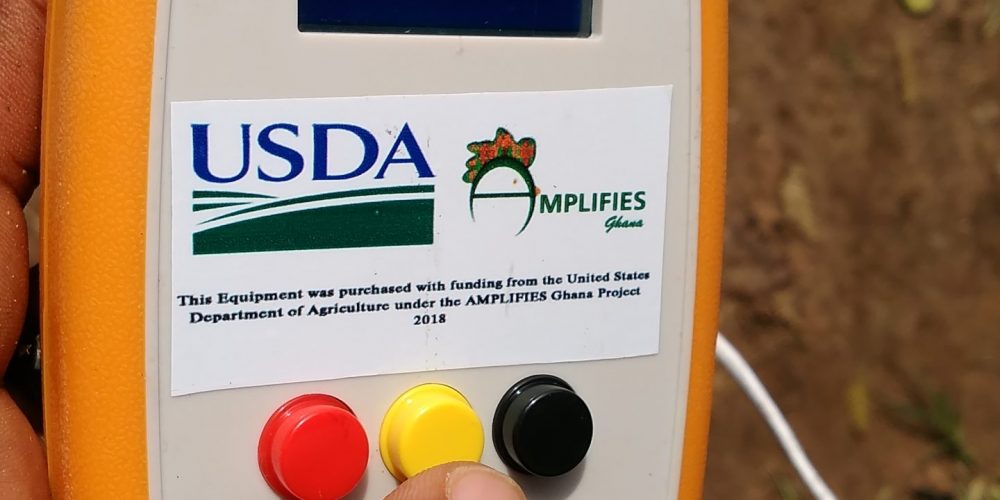 USDA
AMPLIFIES
Ghana
This Equipment was purchased with funding from the United States
Department of Agriculture under the AMPLIFIES Ghana Project
2018